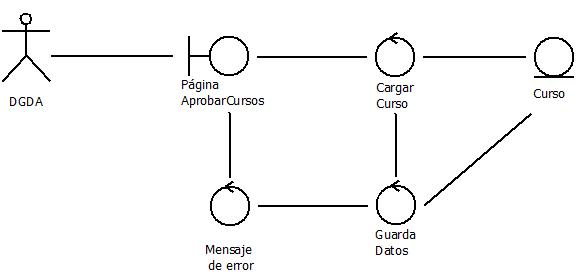 DGDA
Página
AprobarCursos
Cargar
Curso
Curso
Mensaje
de error
Guarda
Datos